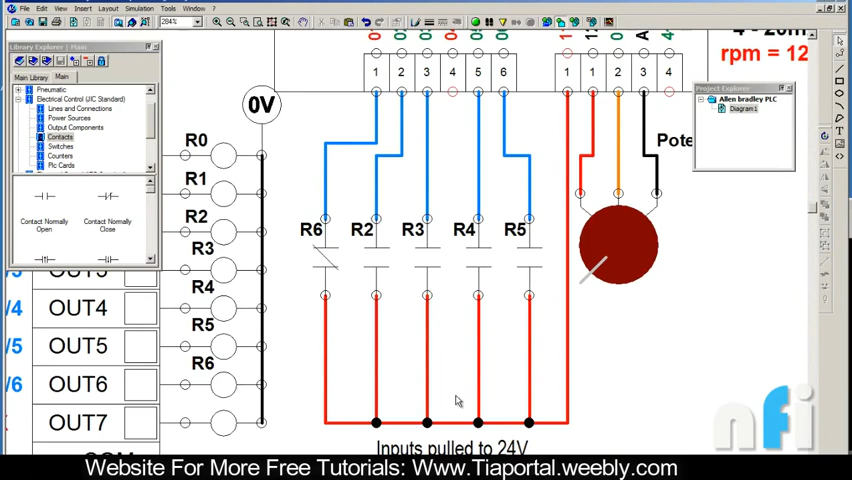 File Edit View Insert Layout Simulation Tools Window Help
284%
Library Explorer | Main
Main Library Main
Pneumatic
Electrical Control (JIC Standard)
Lines and Connections
Power Sources
Output Components
Contacts
Switches
Counters
Plc Cards
Contact Normally Open
Contact Normally Close
0V
1 2 3 4 5 6
1 1 2 3 4
rpm = 12
Project Explorer
Allen bradley PLC
Diagram1
Pote
R0
R1
R2
R3
R4
R5
R6
R6 R2 R3 R4 R5
OUT4
OUT5
OUT6
OUT7
/4
/5
/6
Inputs pulled to 24V
nfi
Website For More Free Tutorials: Www.Tiaportal.weebly.com